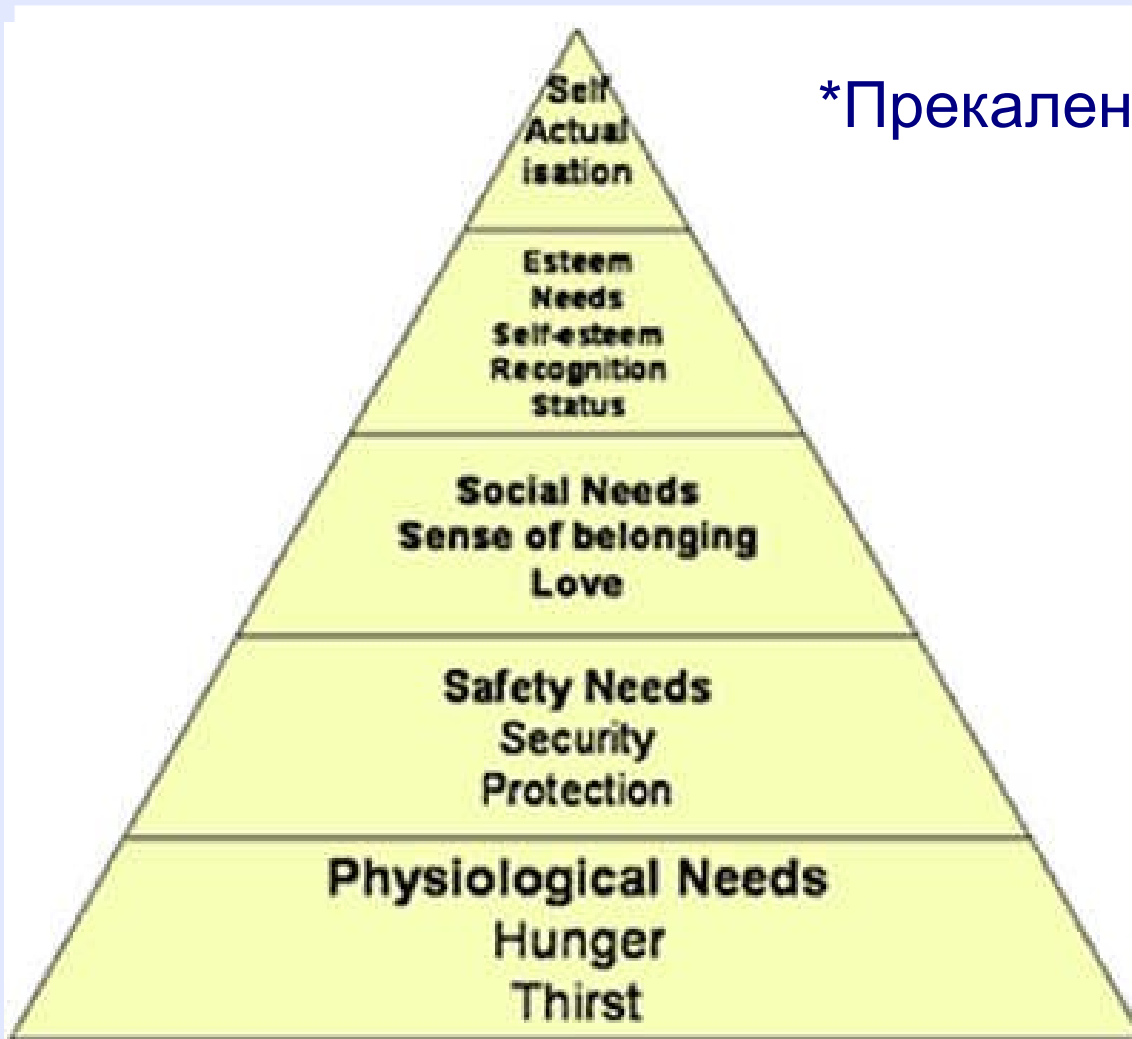 *Прекален
Self
Actual
isation
Esteem
Needs
Self-esteem
Recognition
Status
Social Needs
Sense of belonging
Love
Safety Needs
Security
Protection
Physiological Needs
Hunger
Thirst